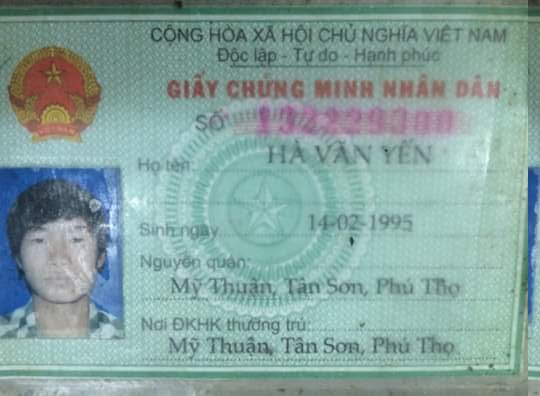 CỘNG HÒA XÃ HỘI CHỦ NGHĨA VIỆT NAM
Độc lập - Tự do - Hạnh phúc
GIẤY CHỨNG MINH NHÂN DÂN
SỐ 132229300
Họ tên: HÀ VĂN YÊN
Sinh ngày 14-02-1995
Nguyên quán:
Mỹ Thuận, Tân Sơn, Phú Thọ
Nơi ĐKHK thường trú:
Mỹ Thuận, Tân Sơn, Phú Thọ